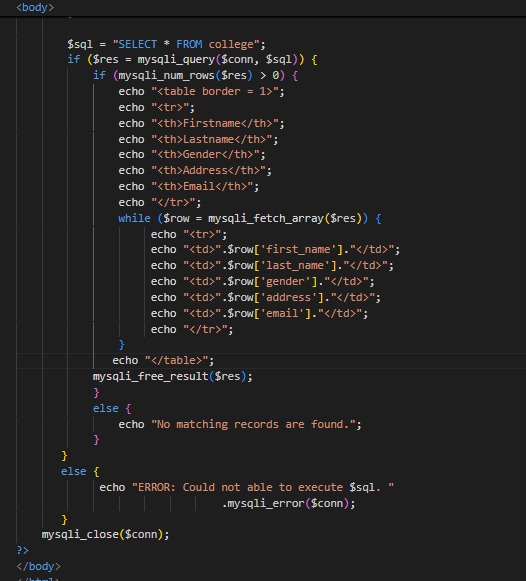 <body>
$sql = "SELECT * FROM college";
if ($res = mysqli_query($conn, $sql)) {
if (mysqli_num_rows($res) > 0) {
echo "<table border = 1>";
echo "<tr>";
echo "<th>Firstname</th>";
echo "<th>Lastname</th>";
echo "<th>Gender</th>";
echo "<th>Address</th>";
echo "<th>Email</th>";
echo "</tr>";
while ($row = mysqli_fetch_array($res)) {
echo "<tr>";
echo "<td>".$row['first_name']."</td>";
echo "<td>".$row['last_name']."</td>";
echo "<td>".$row['gender']."</td>";
echo "<td>".$row['address']."</td>";
echo "<td>".$row['email']."</td>";
echo "</tr>";
}
echo "</table>";
mysqli_free_result($res);
}
else {
echo "No matching records are found.";
}
}
else {
echo "ERROR: Could not able to execute $sql. "
.mysqli_error($conn);
}
mysqli_close($conn);
?>
</body>
</html>